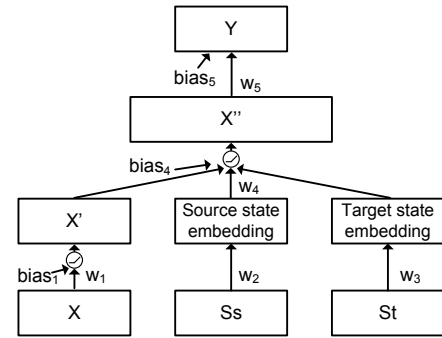 Y
bias5
w5
X''
bias4
w4
X'
Source state
embedding
Target state
embedding
bias1
w1
w2
w3
X
Ss
St